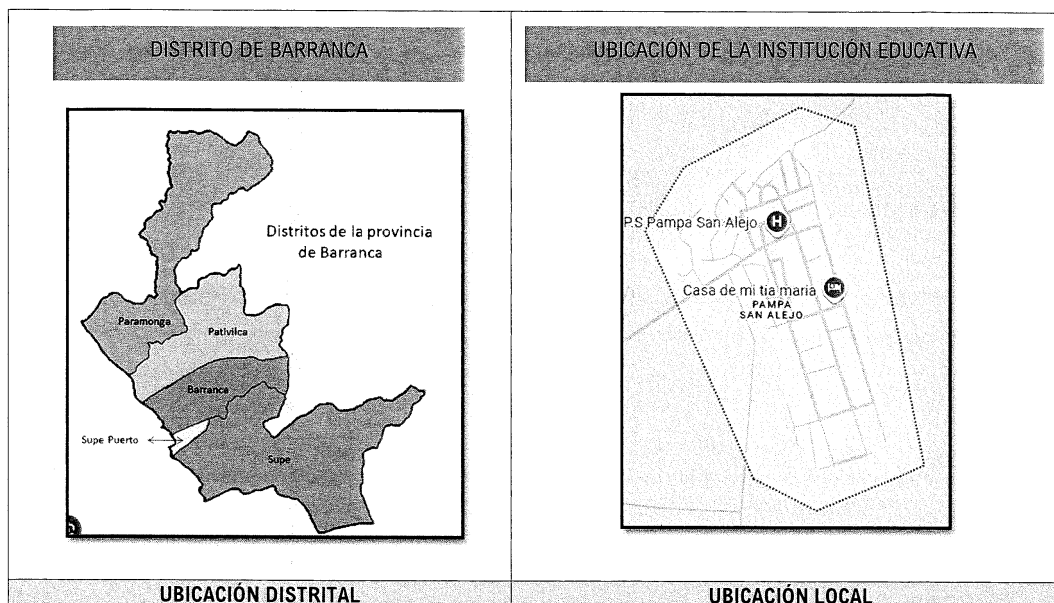 DISTRITO DE BARRANCA
Distritos de la provincia
de Barranca
Paramonga
Pativilca
Barranca
Supe Puerto
Supe
UBICACIÓN DISTRITAL
UBICACIÓN DE LA INSTITUCIÓN EDUCATIVA
P.S Pampa San Alejo
H
Casa de mi tia maria
PAMPA
SAN ALEJO
UBICACIÓN LOCAL